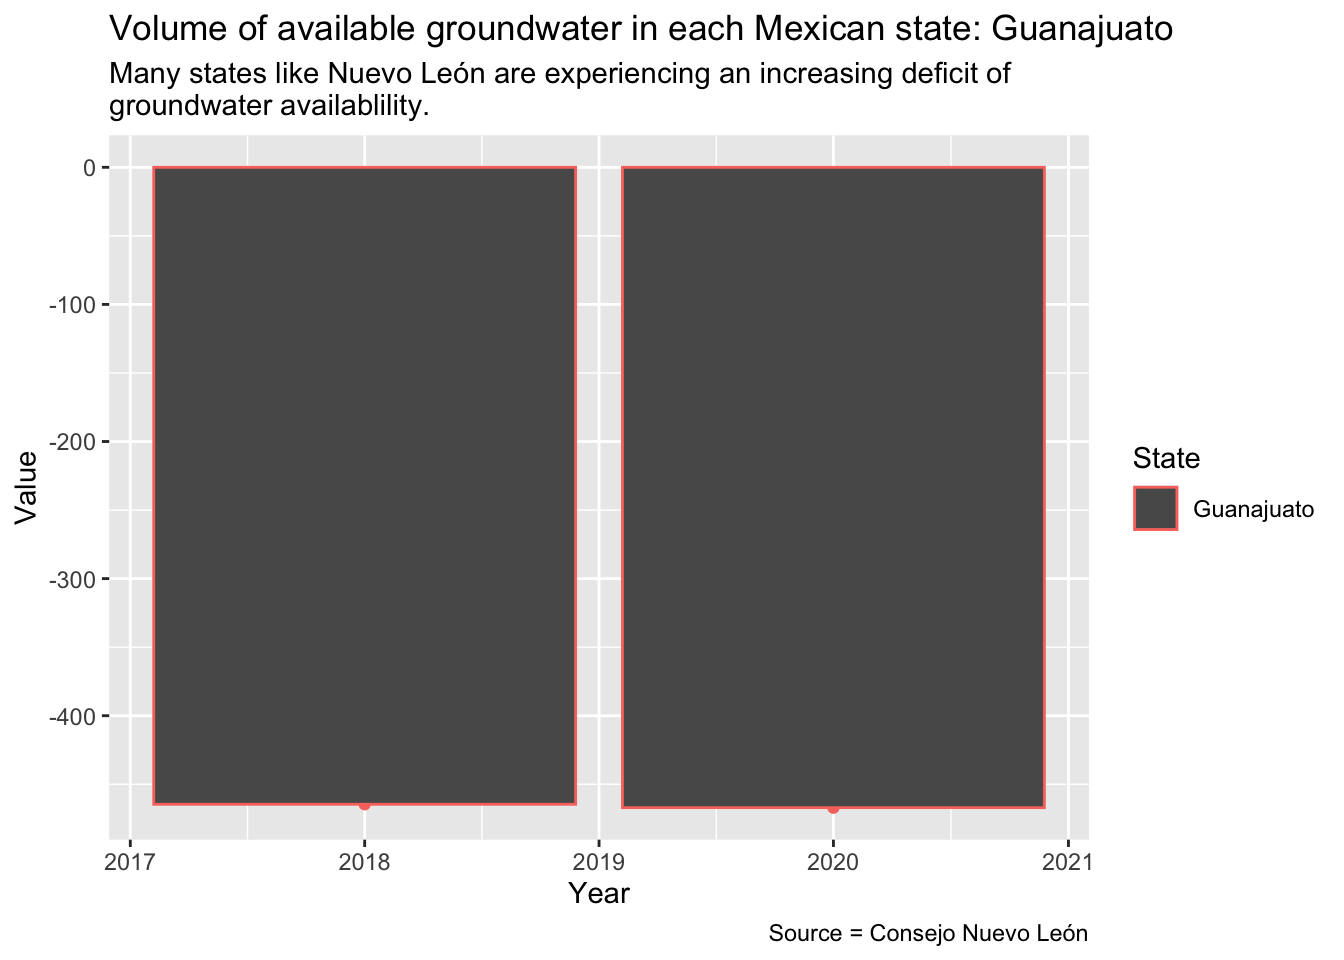 Volume of available groundwater in each Mexican state: Guanajuato
Many states like Nuevo León are experiencing an increasing deficit of
groundwater availablility.
0
-100
-200
-300
-400
Value
2017 2018 2019 2020 2021
Year
State
Guanajuato
Source = Consejo Nuevo León